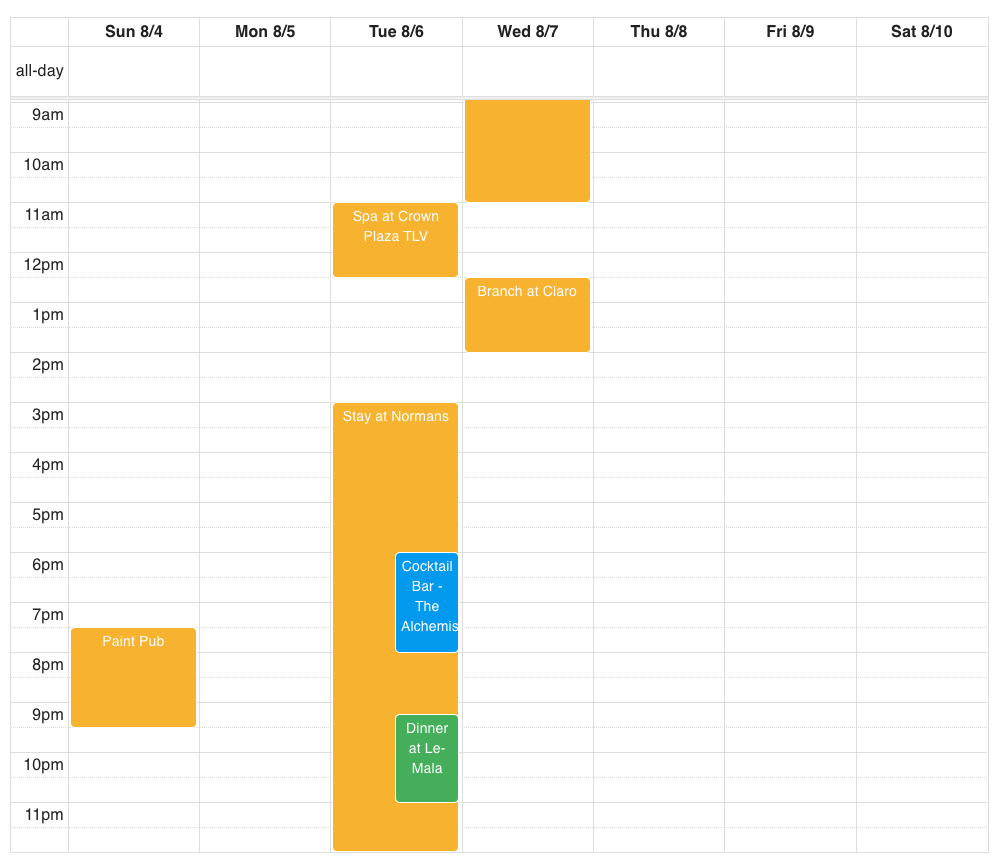 Sun 8/4
Mon 8/5
Tue 8/6
Wed 8/7
Thu 8/8
Fri 8/9
Sat 8/10
all-day
9am
10am
11am
Spa at Crown
Plaza TLV
12pm
Branch at Claro
1pm
2pm
3pm
Stay at Normans
4pm
5pm
6pm
Cocktail
Bar -
The
Alchemis
7pm
Paint Pub
8pm
9pm
Dinner
at Le-
Mala
10pm
11pm